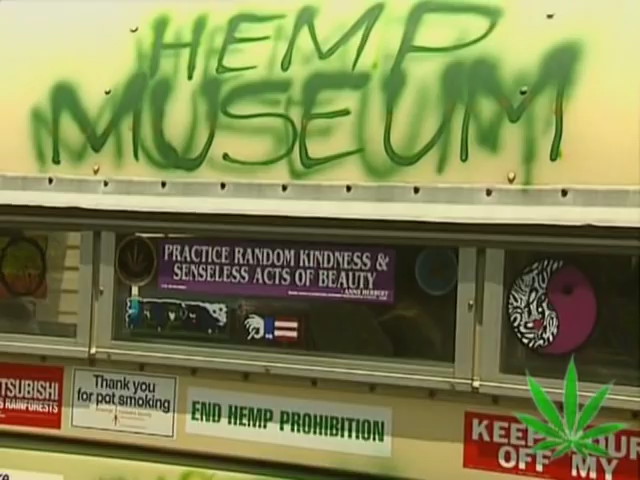 HEMP
MUSEUM
PRACTICE RANDOM KINDNESS &
SENSELESS ACTS OF BEAUTY
- ANNE HERBERT
TSUBISHI
RAINFORESTS
Thank you
for pot smoking
END HEMP PROHIBITION
KEEP OUR
OFF MY